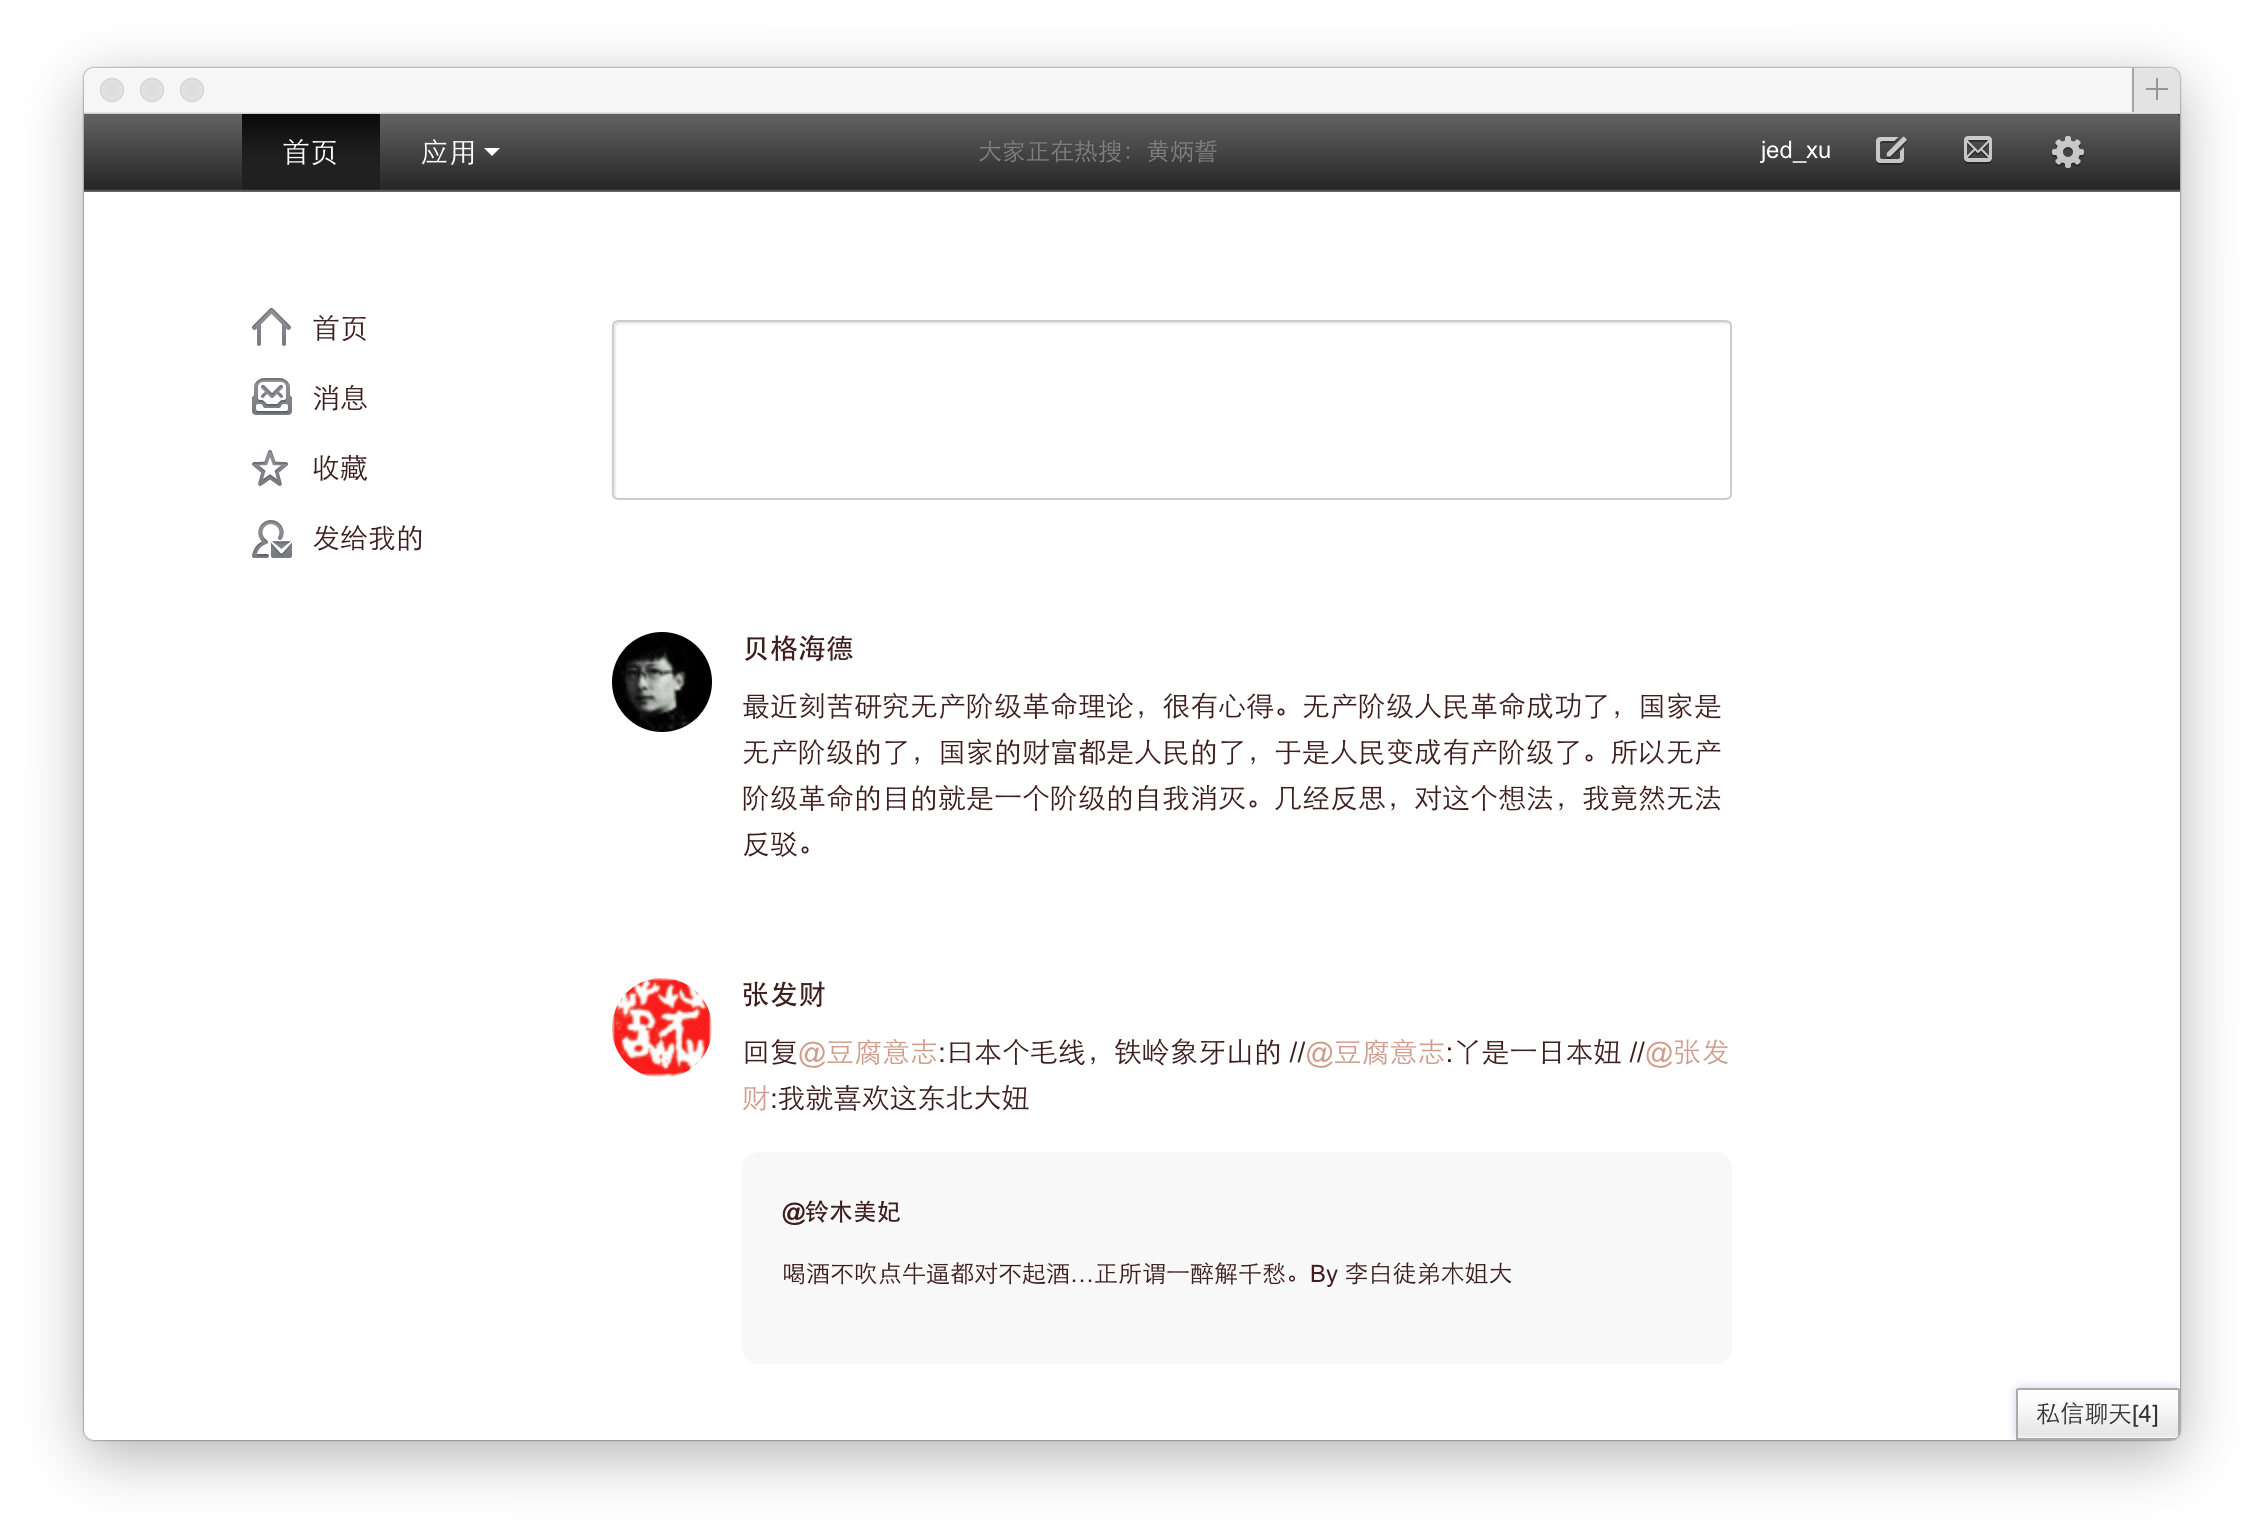 首页 应用 大家正在热搜：黄炳誓 jed_xu
首页
消息
收藏
发给我的
贝格海德
最近刻苦研究无产阶级革命理论，很有心得。无产阶级人民革命成功了，国家是
无产阶级的了，国家的财富都是人民的了，于是人民变成有产阶级了。所以无产
阶级革命的目的就是一个阶级的自我消灭。几经反思，对这个想法，我竟然无法
反驳。
张发财
回复@豆腐意志:日本个毛线，铁岭象牙山的 //@豆腐意志:丫是一日本妞 //@张发
财:我就喜欢这东北大妞
@铃木美妃
喝酒不吹点牛逼都对不起酒…正所谓一醉解千愁。By 李白徒弟木姐大
私信聊天[4]